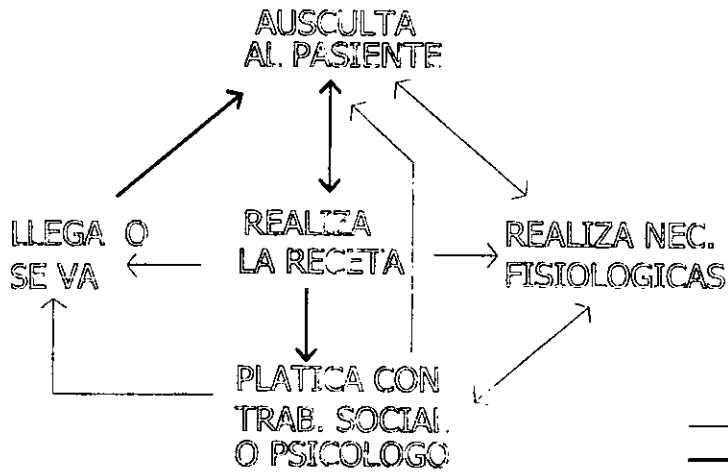 AUSCULTA
AL PASIENTE
LLEGA O
SE VA
REALIZA
LA RECETA
REALIZA NEC.
FISIOLOGICAS
PLATICA CON
TRAB. SOCIAL
O PSICOLOGO